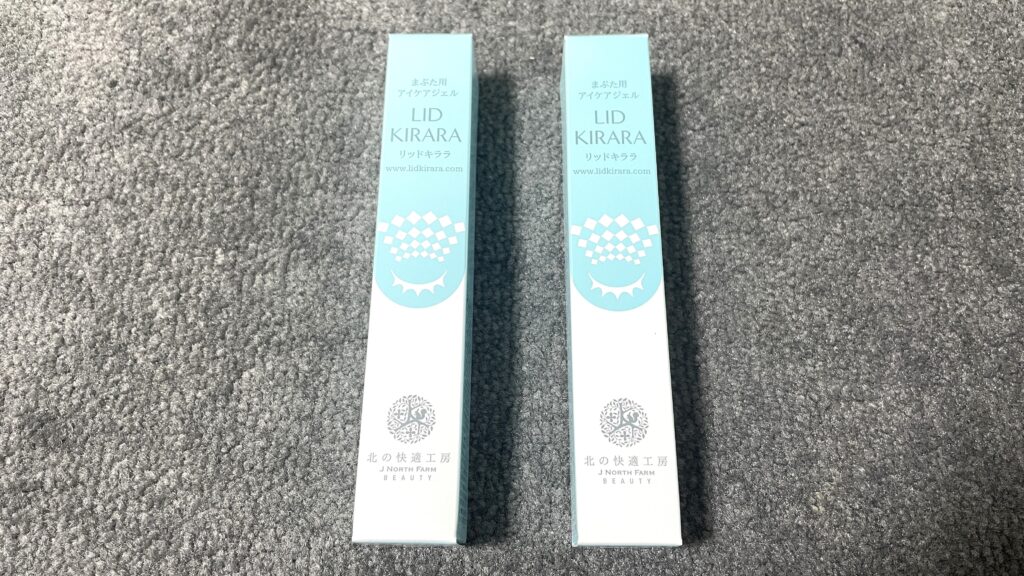 まぶた用
アイケアジェル
LID
KIRARA
リッドキララ
www.lidkirara.com
北の快適工房
J NORTH FARM
BEAUTY
まぶた用
アイケアジェル
LID
KIRARA
リッドキララ
www.lidkirara.com
北の快適工房
J NORTH FARM
BEAUTY